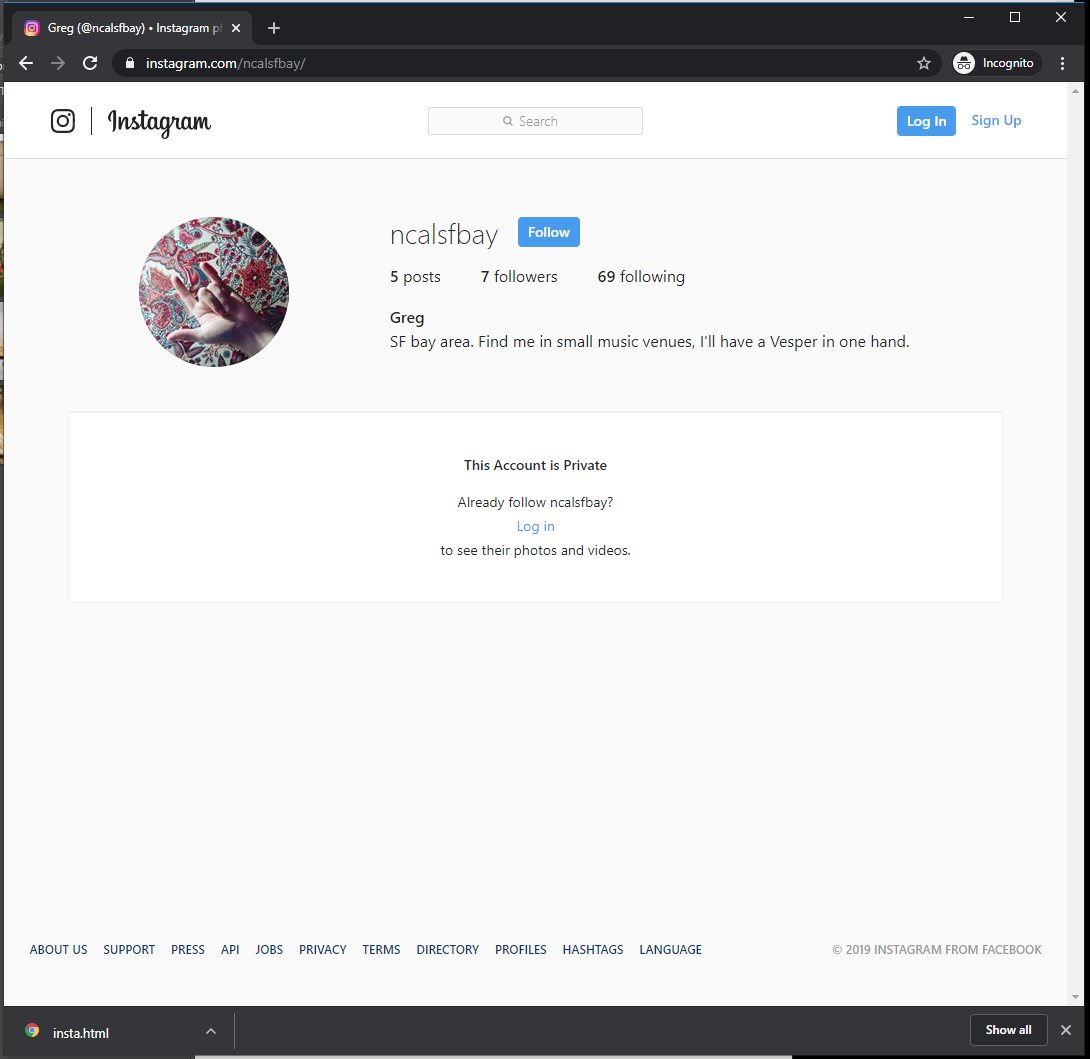 Greg (@ncalsfbay) • Instagram pl
instagram.com/ncalsfbay/
Incognito
Instagram
Search
Log In
Sign Up
ncalsfbay
Follow
5 posts
7 followers
69 following
Greg
SF bay area. Find me in small music venues, I'll have a Vesper in one hand.
This Account is Private
Already follow ncalsfbay?
Log in
to see their photos and videos.
ABOUT US
SUPPORT
PRESS
API
JOBS
PRIVACY
TERMS
DIRECTORY
PROFILES
HASHTAGS
LANGUAGE
© 2019 INSTAGRAM FROM FACEBOOK
insta.html
Show all